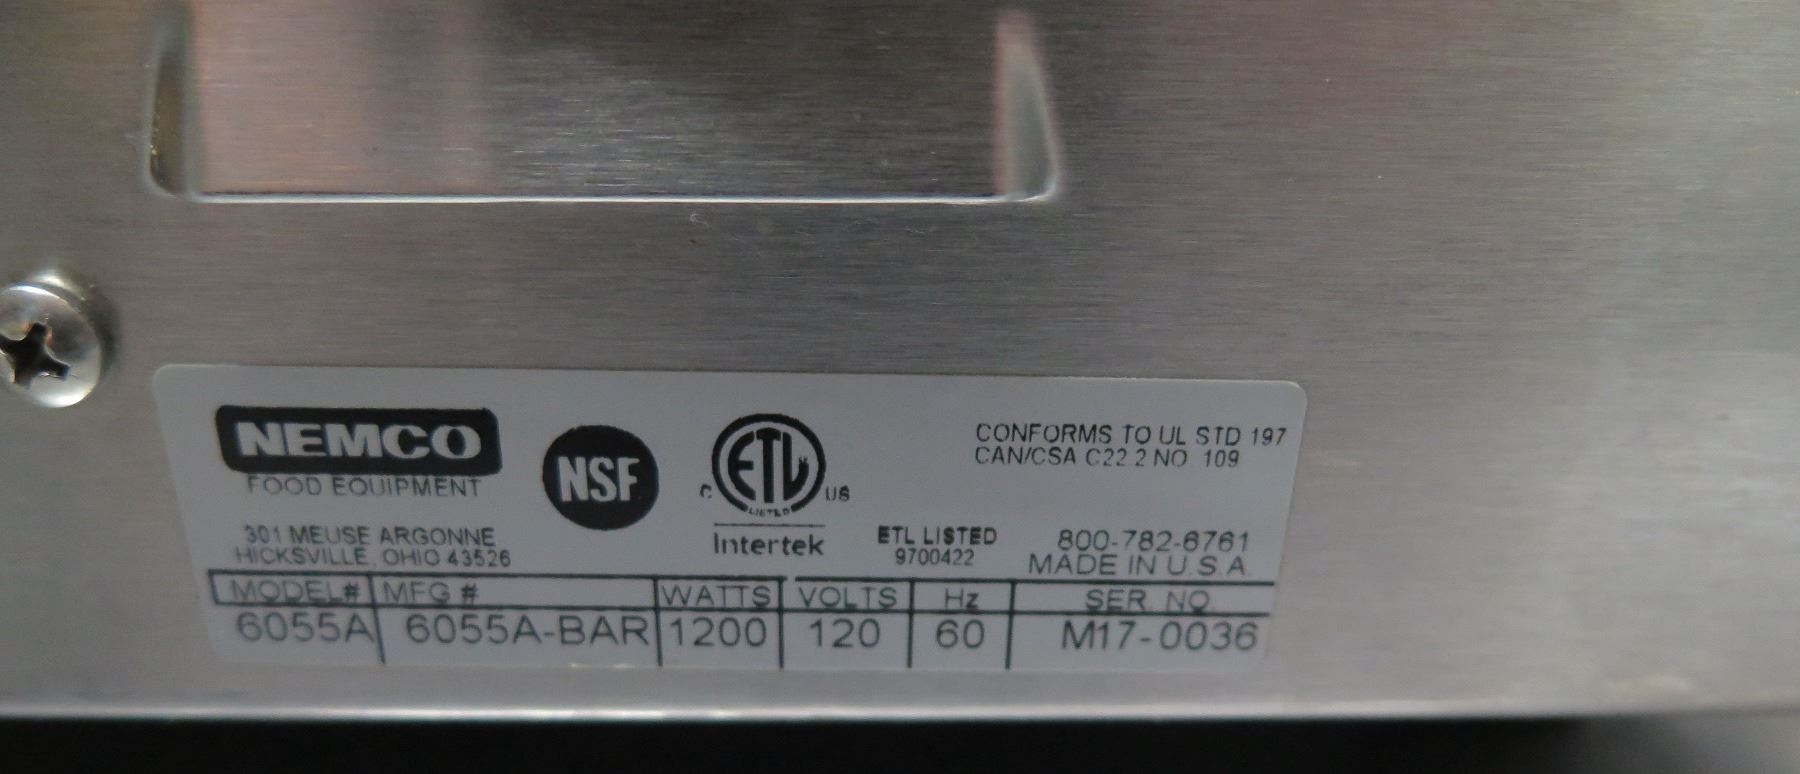 NEMCO
FOOD EQUIPMENT
301 MEUSE ARGONNE
HICKSVILLE, OHIO 43526
NSF
C ETL US
LISTED
Intertek
ETL LISTED
9700422
CONFORMS TO UL STD 197
CAN/CSA C22.2 NO 109
800-782-6761
MADE IN U.S.A.
MODEL# MFG # WATTS VOLTS Hz SER. NO.
6055A 6055A-BAR 1200 120 60 M17-0036